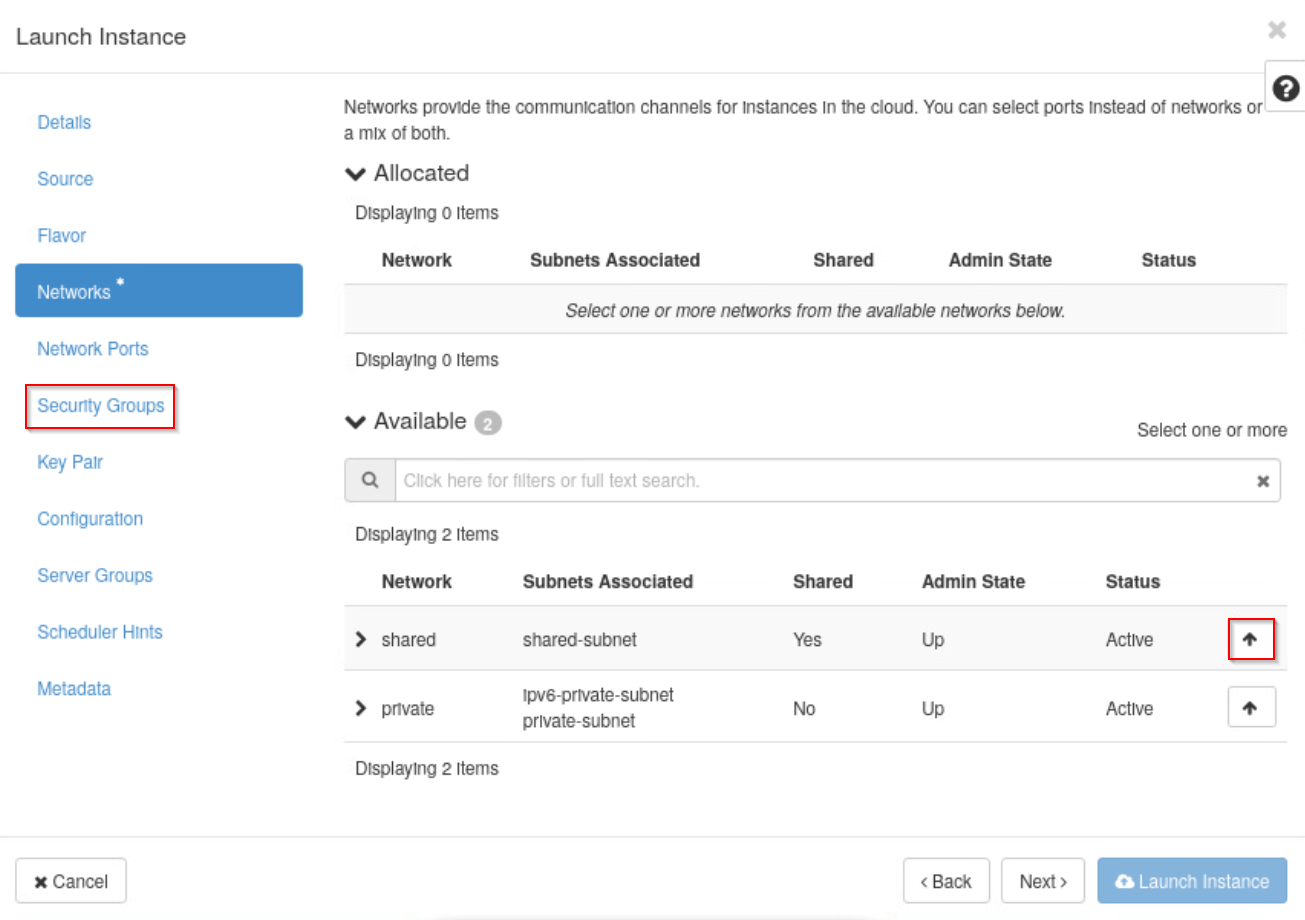 Launch Instance
Details
Source
Flavor
Networks *
Network Ports
Security Groups
Key Pair
Configuration
Server Groups
Scheduler Hints
Metadata
Networks provide the communication channels for instances in the cloud. You can select ports instead of networks or
a mix of both.
Allocated
Displaying 0 items
Network Subnets Associated Shared Admin State Status
Select one or more networks from the available networks below.
Displaying 0 items
Available 2
Select one or more
Click here for filters or full text search.
Displaying 2 items
Network Subnets Associated Shared Admin State Status
shared shared-subnet Yes Up Active
private ipv6-private-subnet No Up Active
private-subnet
Displaying 2 items
Cancel
Back
Next
Launch Instance